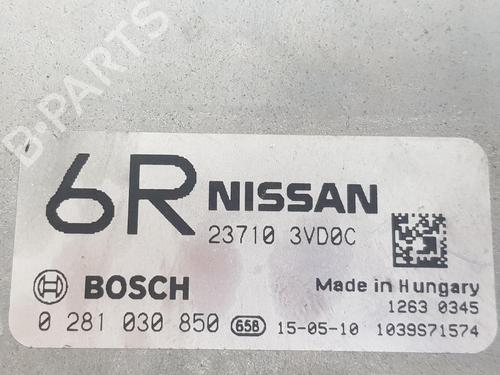 B-PARTS
6R NISSAN
23710 3VD0C
BOSCH
Made in Hungary
1263 0345
0 281 030 850 658 15-05-10 1039S71574